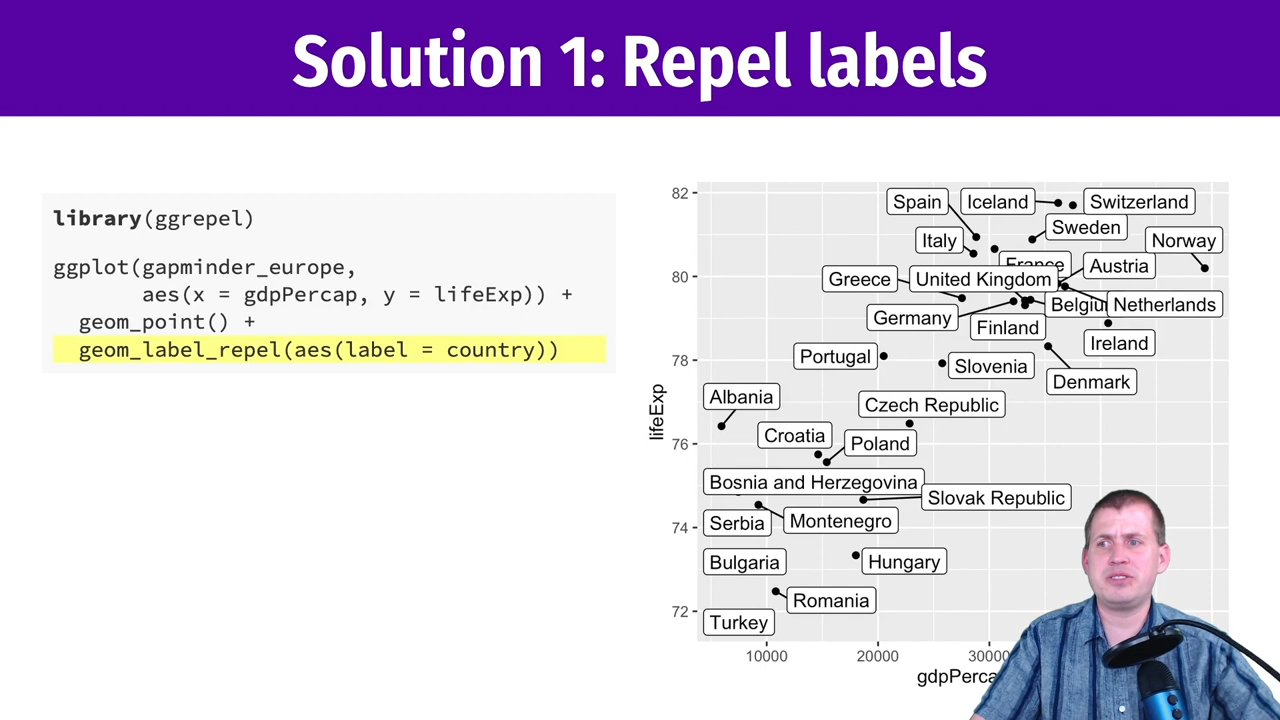 Solution 1: Repel labels
library(ggrepel)
ggplot(gapminder_europe,
aes(x = gdpPercap, y = lifeExp)) +
geom_point() +
geom_label_repel(aes(label = country))
82
80
78
76
74
72
lifeExp
Spain
Iceland
Switzerland
Sweden
Italy
Norway
France
Austria
Greece
United Kingdom
Belgiu
Netherlands
Germany
Finland
Ireland
Portugal
Slovenia
Denmark
Albania
Czech Republic
Croatia
Poland
Bosnia and Herzegovina
Slovak Republic
Serbia
Montenegro
Bulgaria
Hungary
Romania
Turkey
10000
20000
30000
gdpPerca